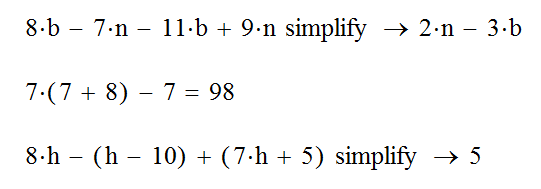 8·b − 7·n − 11·b + 9·n simplify → 2·n − 3·b
7·(7 + 8) − 7 = 98
8·h − (h − 10) + (7·h + 5) simplify → 5